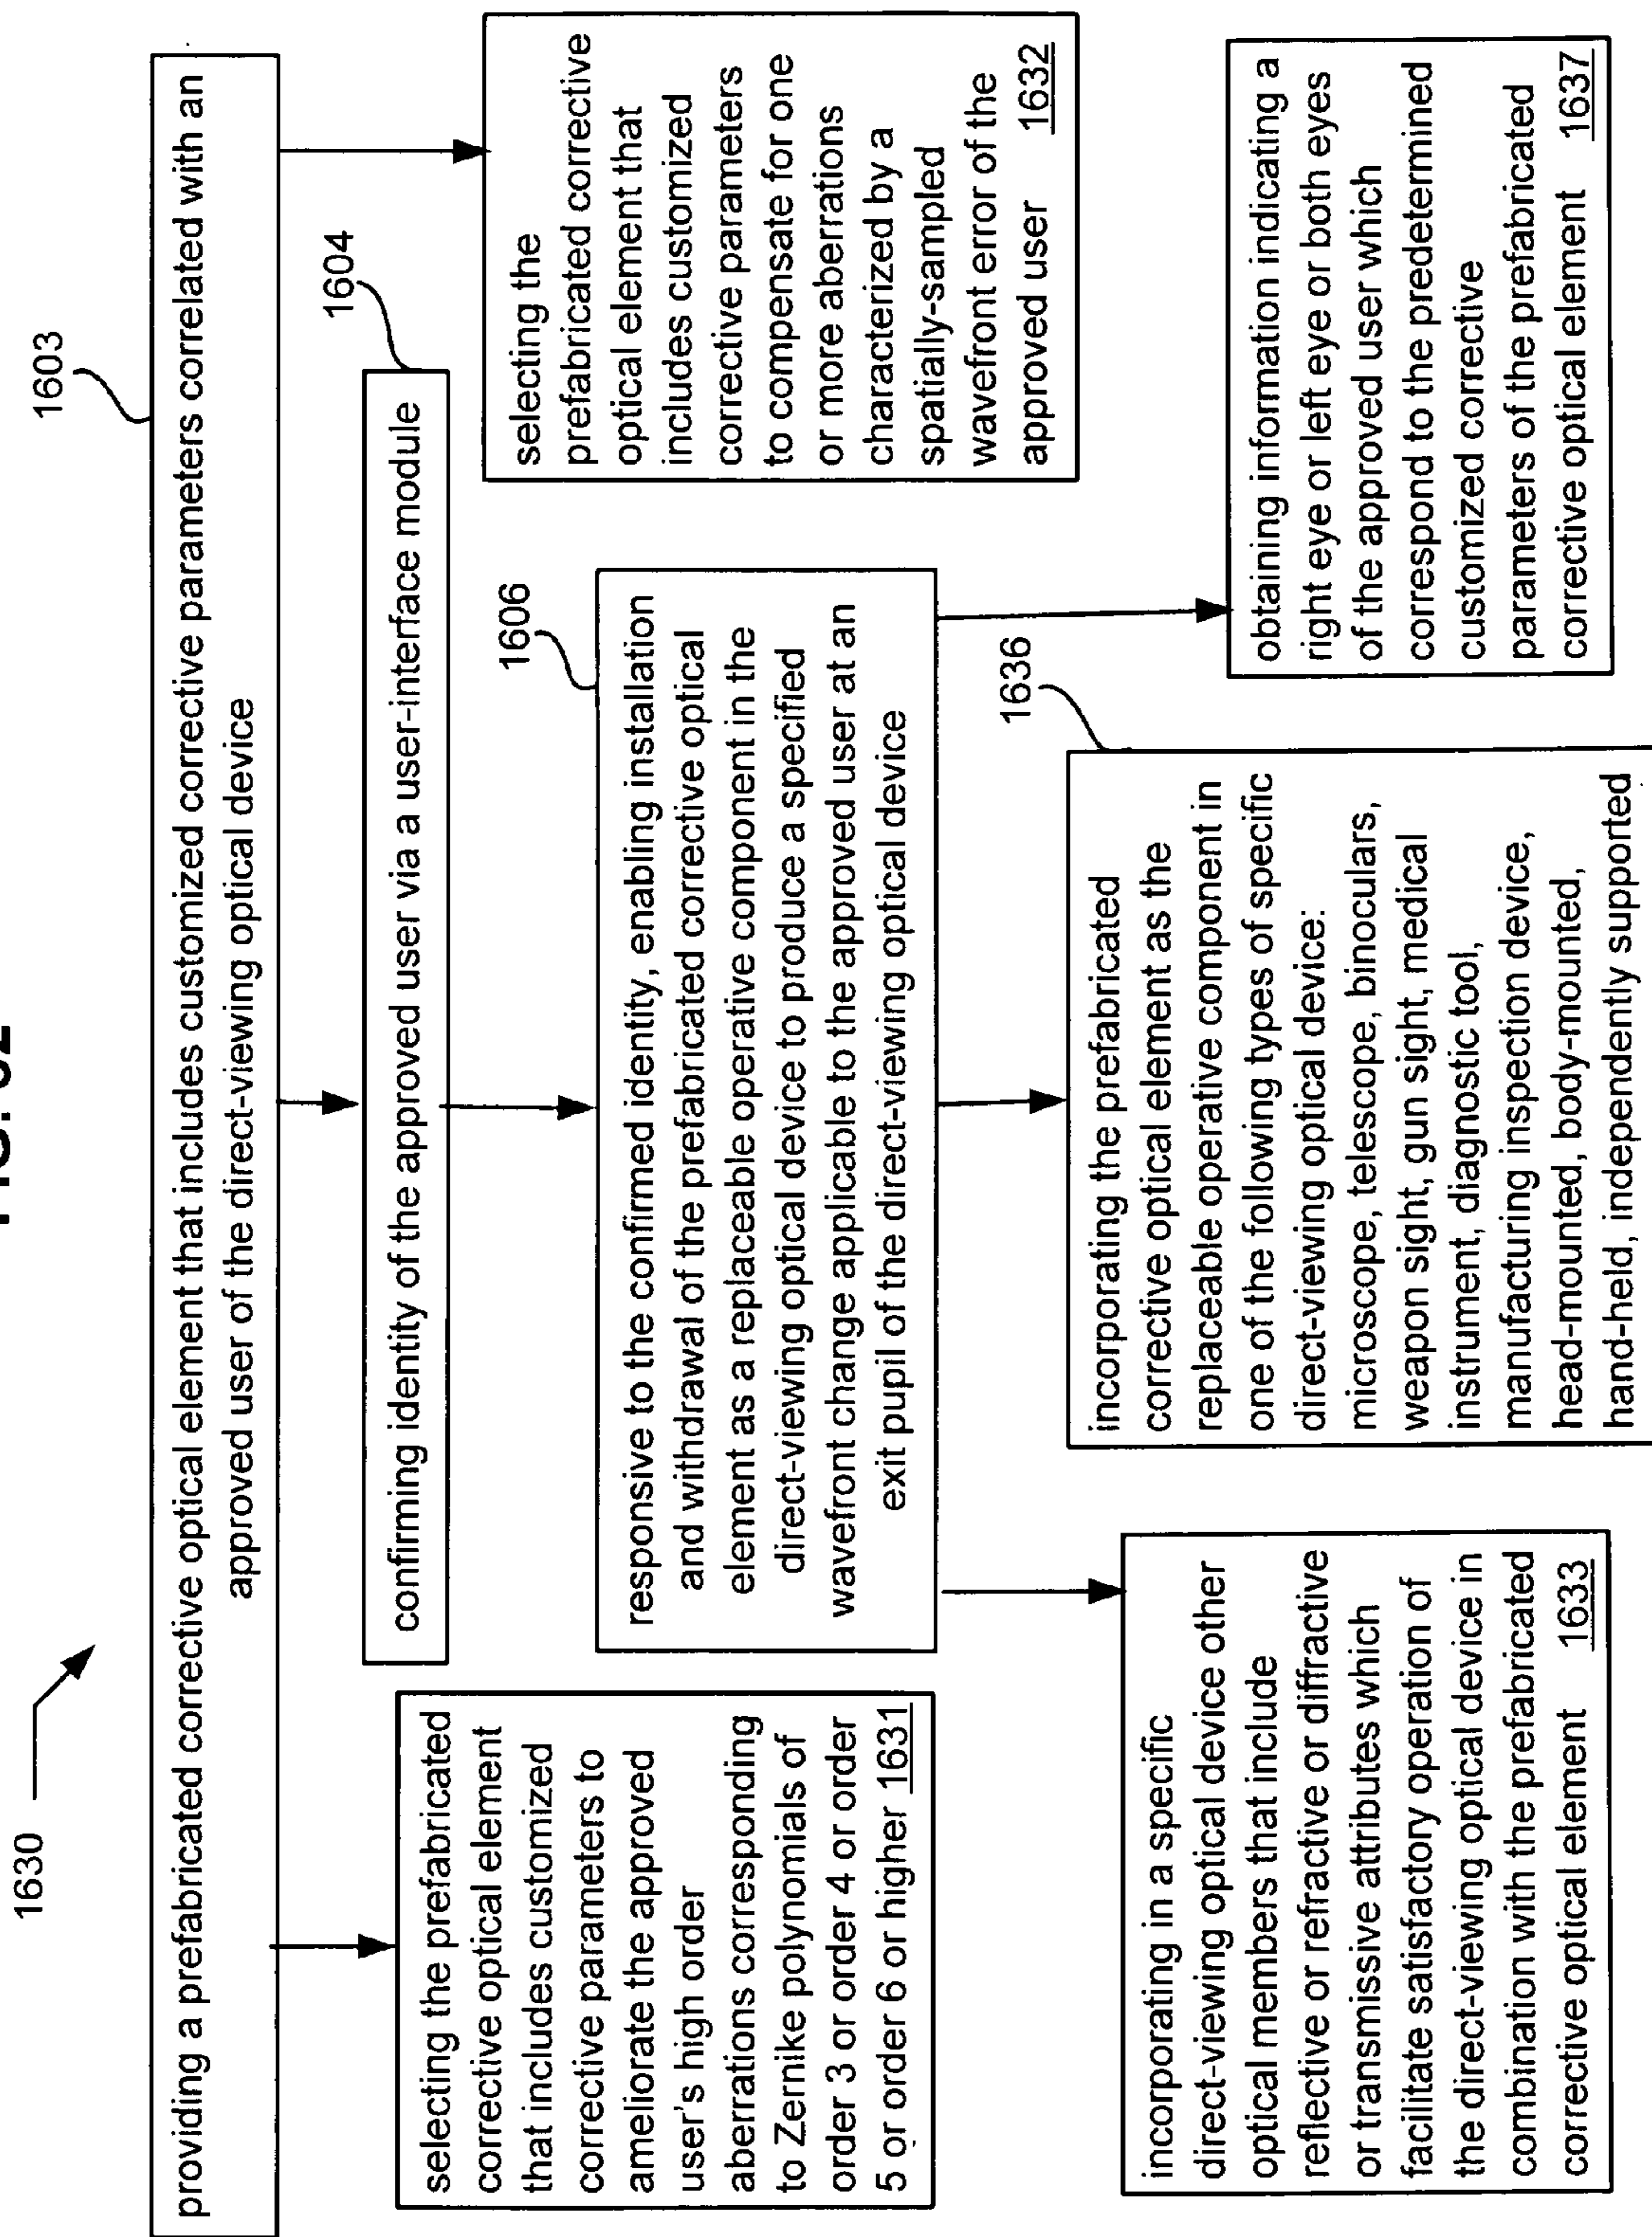 1630
1603
providing a prefabricated corrective optical element that includes customized corrective parameters correlated with an
approved user of the direct-viewing optical device
1604
confirming identity of the approved user via a user-interface module
selecting the prefabricated
corrective optical element
that includes customized
corrective parameters to
ameliorate the approved
user's high order
aberrations corresponding
to Zernike polynomials of
order 3 or order 4 or order
5 or order 6 or higher 1631
1606
responsive to the confirmed identity, enabling installation
and withdrawal of the prefabricated corrective optical
element as a replaceable operative component in the
direct-viewing optical device to produce a specified
wavefront change applicable to the approved user at an
exit pupil of the direct-viewing optical device
selecting the
prefabricated corrective
optical element that
includes customized
corrective parameters
to compensate for one
or more aberrations
characterized by a
spatially-sampled
wavefront error of the
approved user 1632
incorporating in a specific
direct-viewing optical device other
optical members that include
reflective or refractive or diffractive
or transmissive attributes which
facilitate satisfactory operation of
the direct-viewing optical device in
combination with the prefabricated
corrective optical element 1633
1636
incorporating the prefabricated
corrective optical element as the
replaceable operative component in
one of the following types of specific
direct-viewing optical device:
microscope, telescope, binoculars,
weapon sight, gun sight, medical
instrument, diagnostic tool,
manufacturing inspection device,
head-mounted, body-mounted,
hand-held, independently supported
obtaining information indicating a
right eye or left eye or both eyes
of the approved user which
correspond to the predetermined
customized corrective
parameters of the prefabricated
corrective optical element 1637